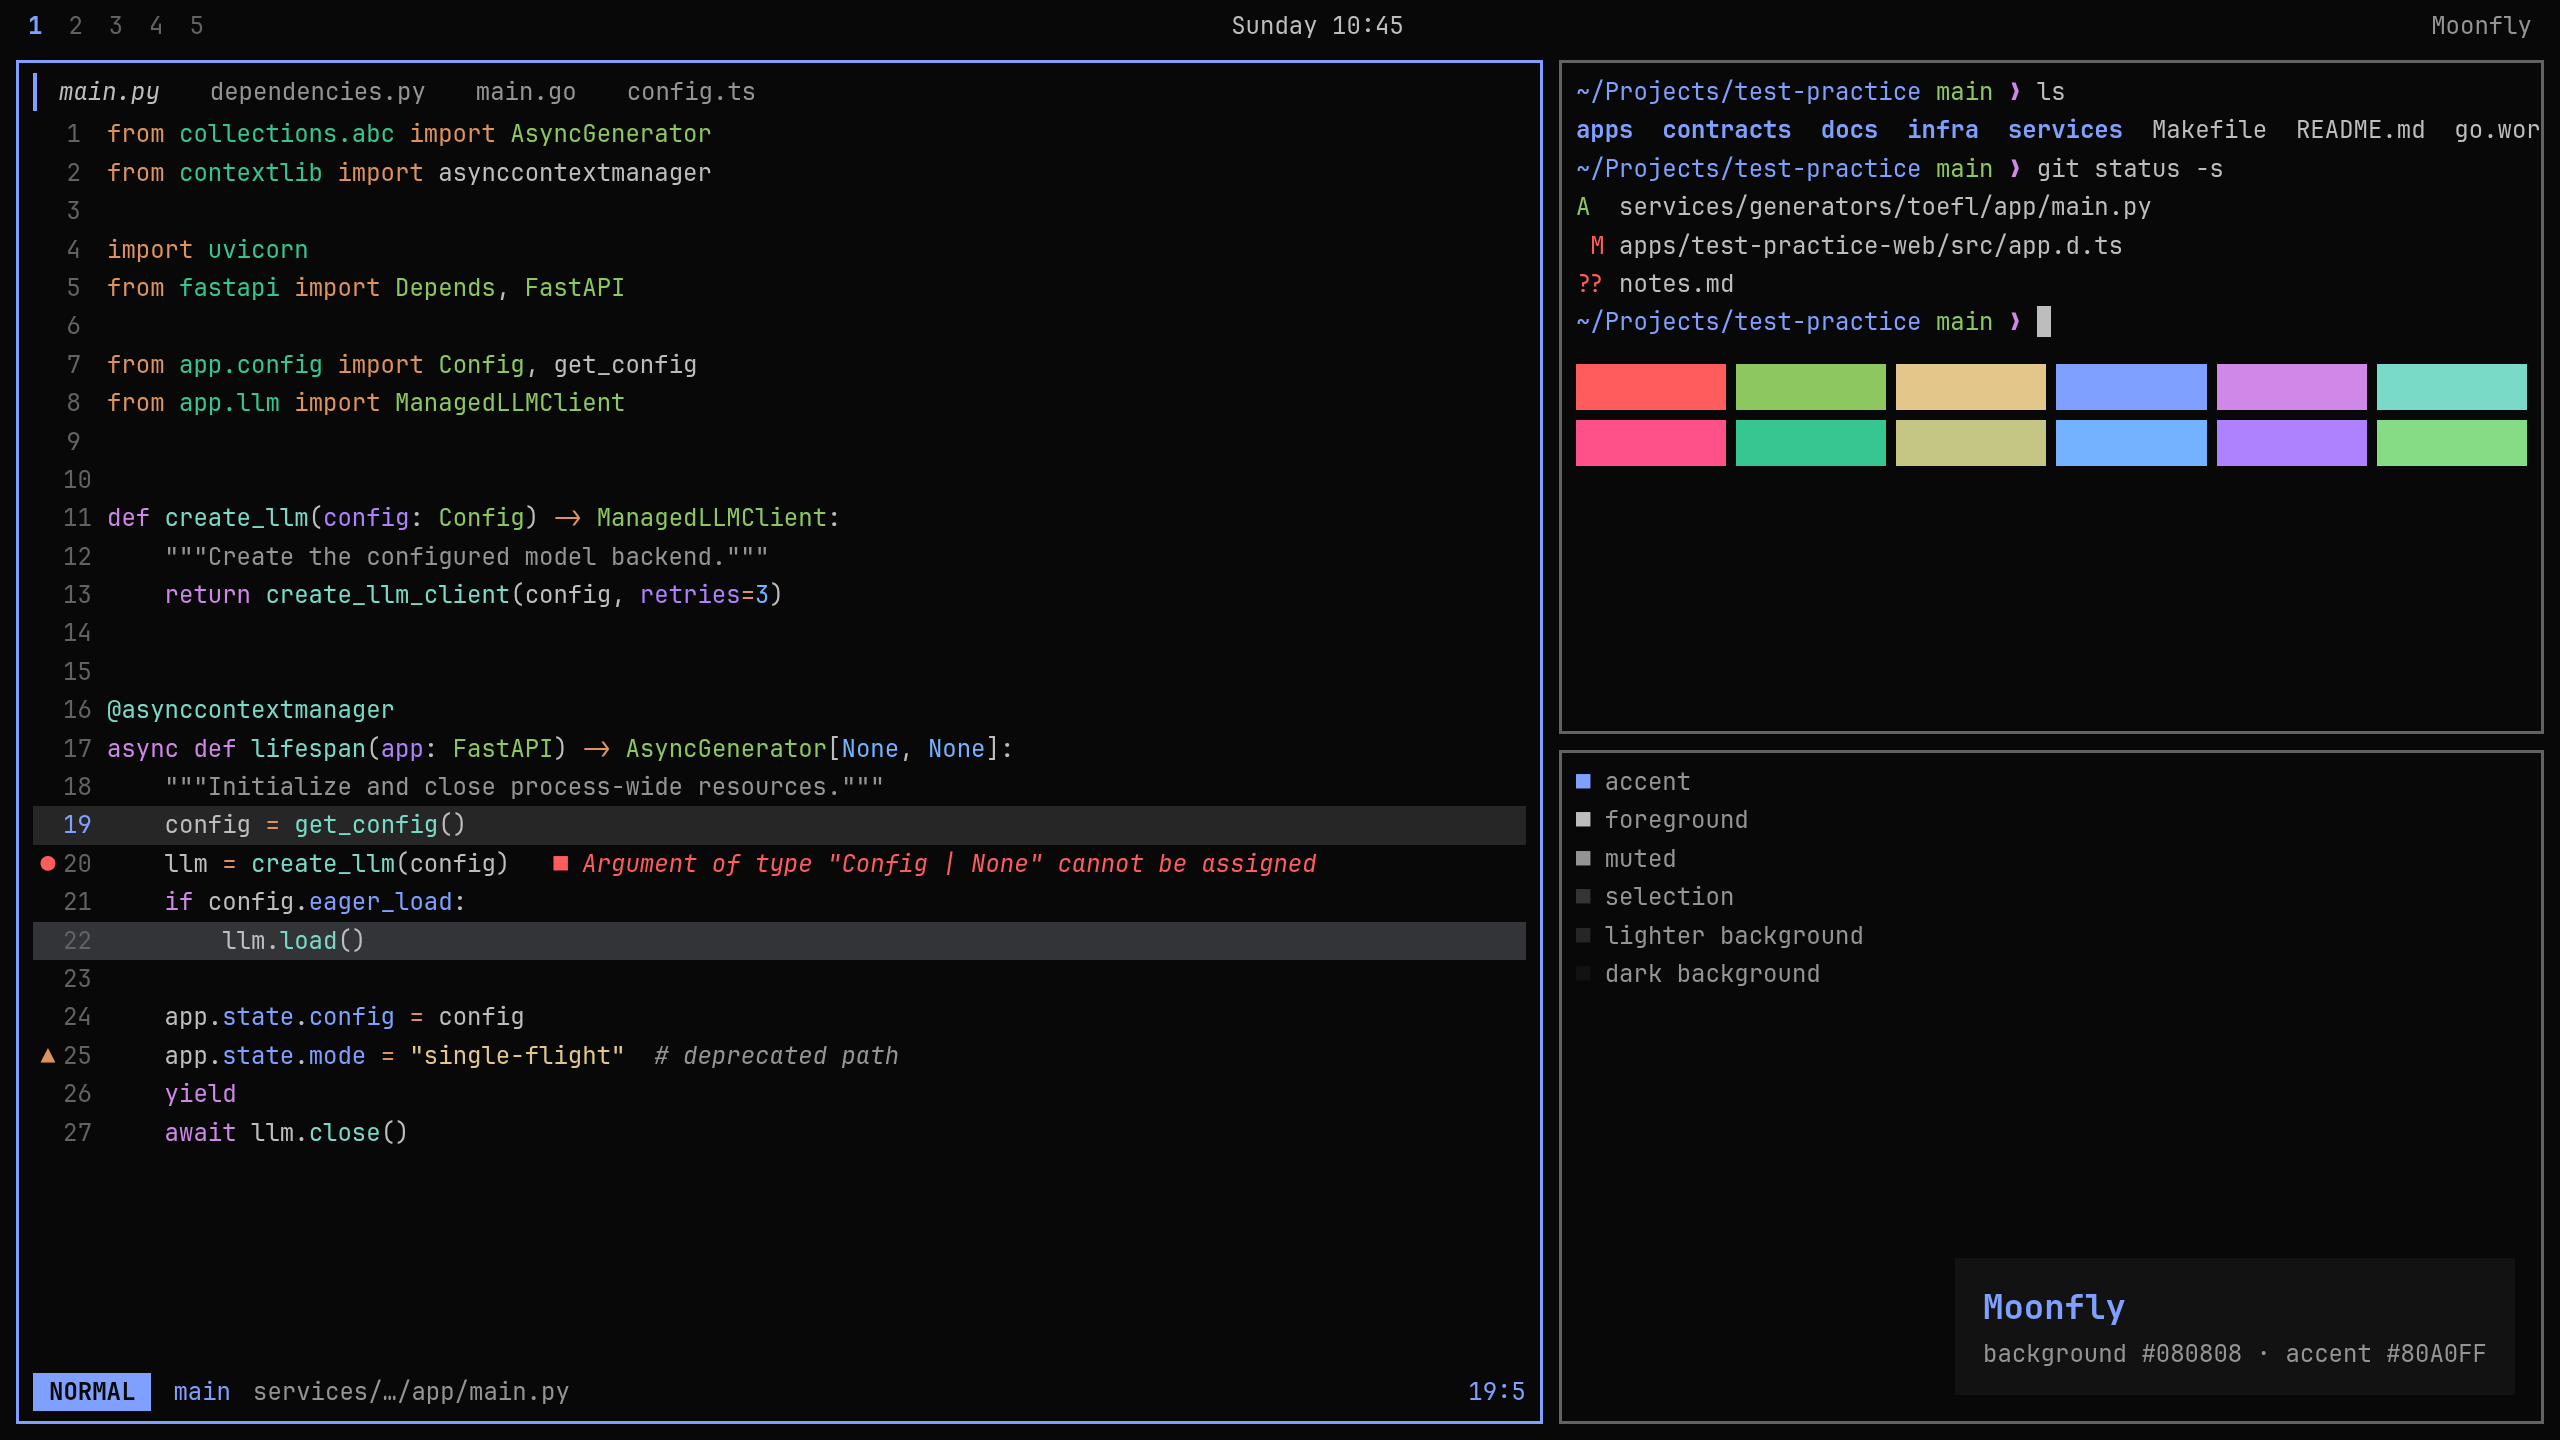 1 2 3 4 5 Sunday 10:45 Moonfly
main.py dependencies.py main.go config.ts
1 from collections.abc import AsyncGenerator
2 from contextlib import asynccontextmanager
3
4 import uvicorn
5 from fastapi import Depends, FastAPI
6
7 from app.config import Config, get_config
8 from app.llm import ManagedLLMClient
9
10
11 def create_llm(config: Config) -> ManagedLLMClient:
12     """Create the configured model backend."""
13     return create_llm_client(config, retries=3)
14
15
16 @asynccontextmanager
17 async def lifespan(app: FastAPI) -> AsyncGenerator[None, None]:
18     """Initialize and close process-wide resources."""
19     config = get_config()
● 20     llm = create_llm(config)   ■ Argument of type "Config | None" cannot be assigned
21     if config.eager_load:
22         llm.load()
23
24     app.state.config = config
▲ 25     app.state.mode = "single-flight"  # deprecated path
26     yield
27     await llm.close()
NORMAL main services/…/app/main.py 19:5
~/Projects/test-practice main ❯ ls
apps  contracts  docs  infra  services  Makefile  README.md  go.wor
~/Projects/test-practice main ❯ git status -s
A  services/generators/toefl/app/main.py
 M apps/test-practice-web/src/app.d.ts
?? notes.md
~/Projects/test-practice main ❯
■ accent
■ foreground
■ muted
■ selection
■ lighter background
■ dark background
Moonfly
background #080808 · accent #80A0FF